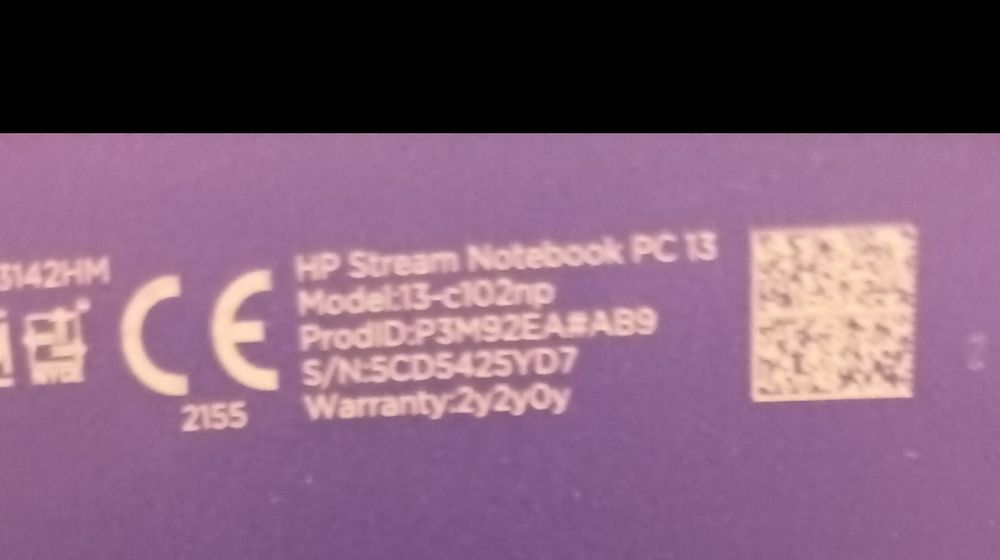 3142HM
CE
2155
HP Stream Notebook PC 13
Model:13-c102np
ProdID:P3M92EA#AB9
S/N:5CD5425YD7
Warranty:2y2y0y